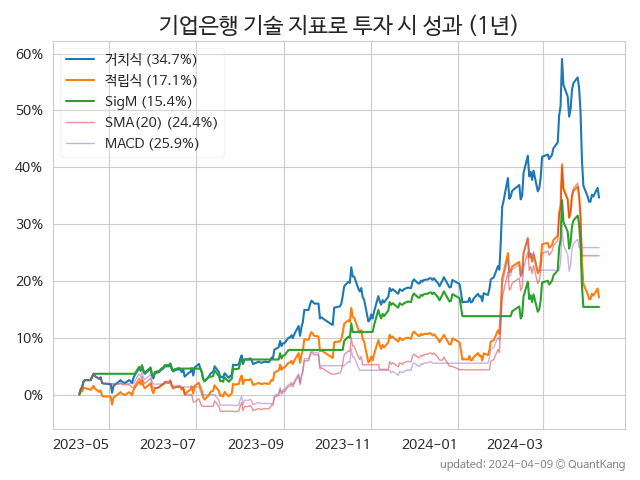 기업은행 기술 지표로 투자 시 성과 (1년)
60%
50%
40%
30%
20%
10%
0%
거치식 (34.7%)
적립식 (17.1%)
SigM (15.4%)
SMA(20) (24.4%)
MACD (25.9%)
2023-05 2023-07 2023-09 2023-11 2024-01 2024-03
updated: 2024-04-09 © QuantKang